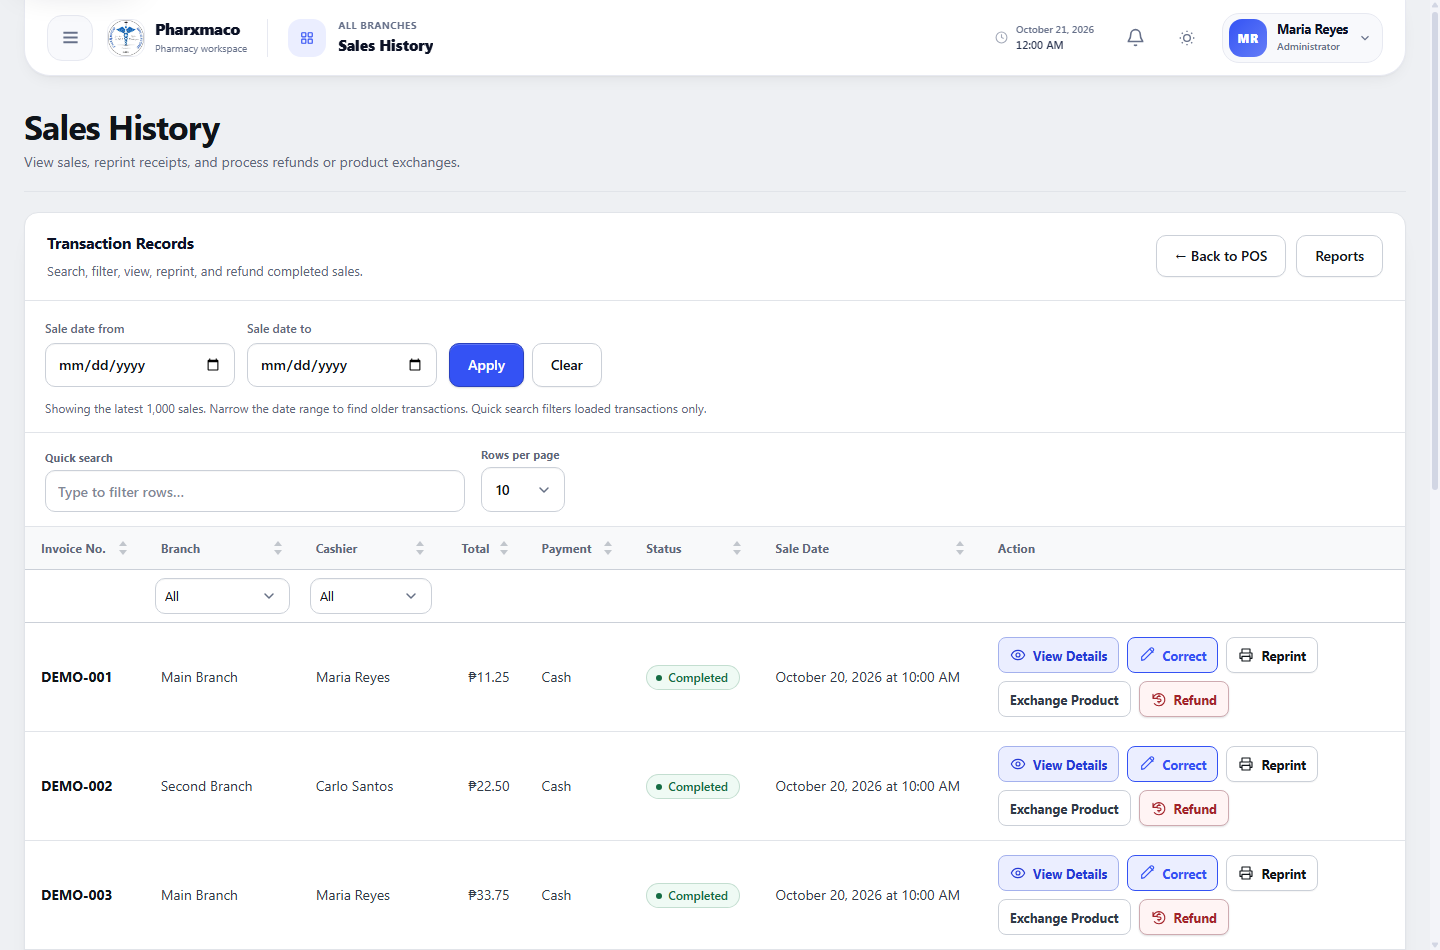 Pharxmaco
Pharmacy workspace
ALL BRANCHES
Sales History
October 21, 2026
12:00 AM
MR
Maria Reyes
Administrator
Sales History
View sales, reprint receipts, and process refunds or product exchanges.
Transaction Records
Search, filter, view, reprint, and refund completed sales.
← Back to POS
Reports
Sale date from
Sale date to
mm/dd/yyyy
mm/dd/yyyy
Apply
Clear
Showing the latest 1,000 sales. Narrow the date range to find older transactions. Quick search filters loaded transactions only.
Quick search
Rows per page
Type to filter rows...
10
Invoice No. Branch Cashier Total Payment Status Sale Date Action
All All
DEMO-001 Main Branch Maria Reyes ₱11.25 Cash Completed October 20, 2026 at 10:00 AM
View Details Correct Reprint
Exchange Product Refund
DEMO-002 Second Branch Carlo Santos ₱22.50 Cash Completed October 20, 2026 at 10:00 AM
View Details Correct Reprint
Exchange Product Refund
DEMO-003 Main Branch Maria Reyes ₱33.75 Cash Completed October 20, 2026 at 10:00 AM
View Details Correct Reprint
Exchange Product Refund